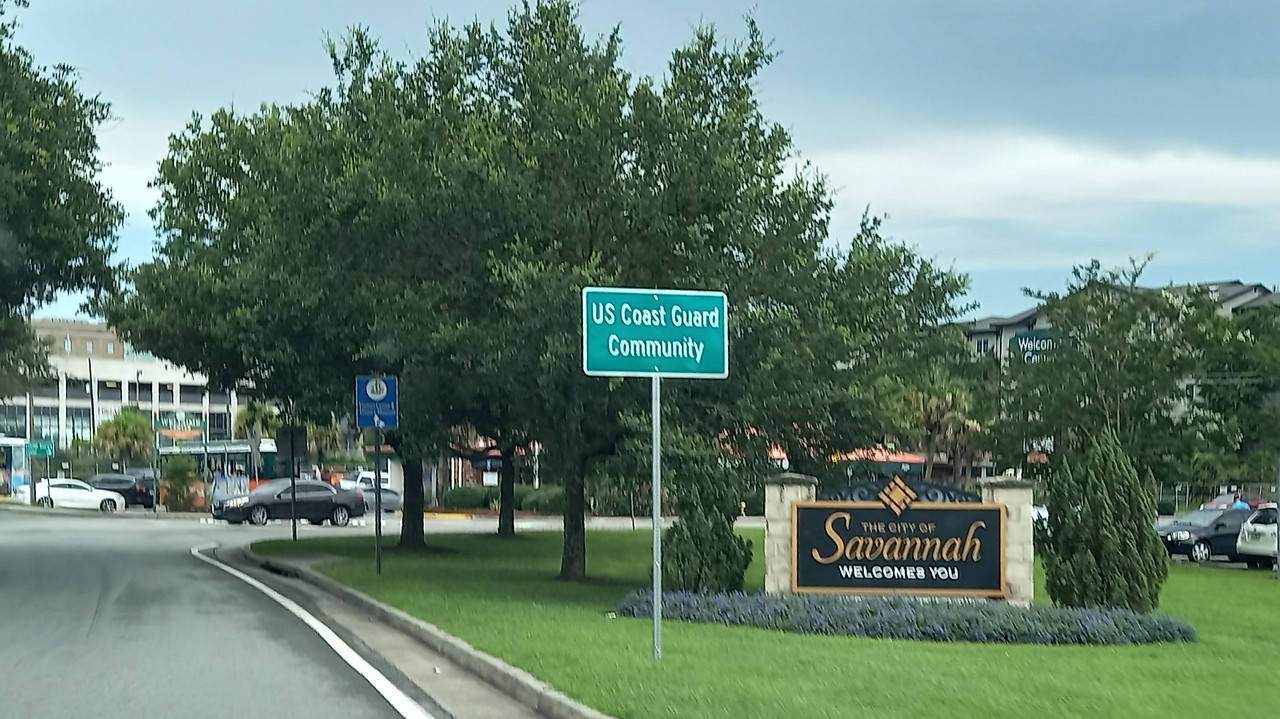 US Coast Guard
Community
THE CITY OF
Savannah
WELCOMES YOU